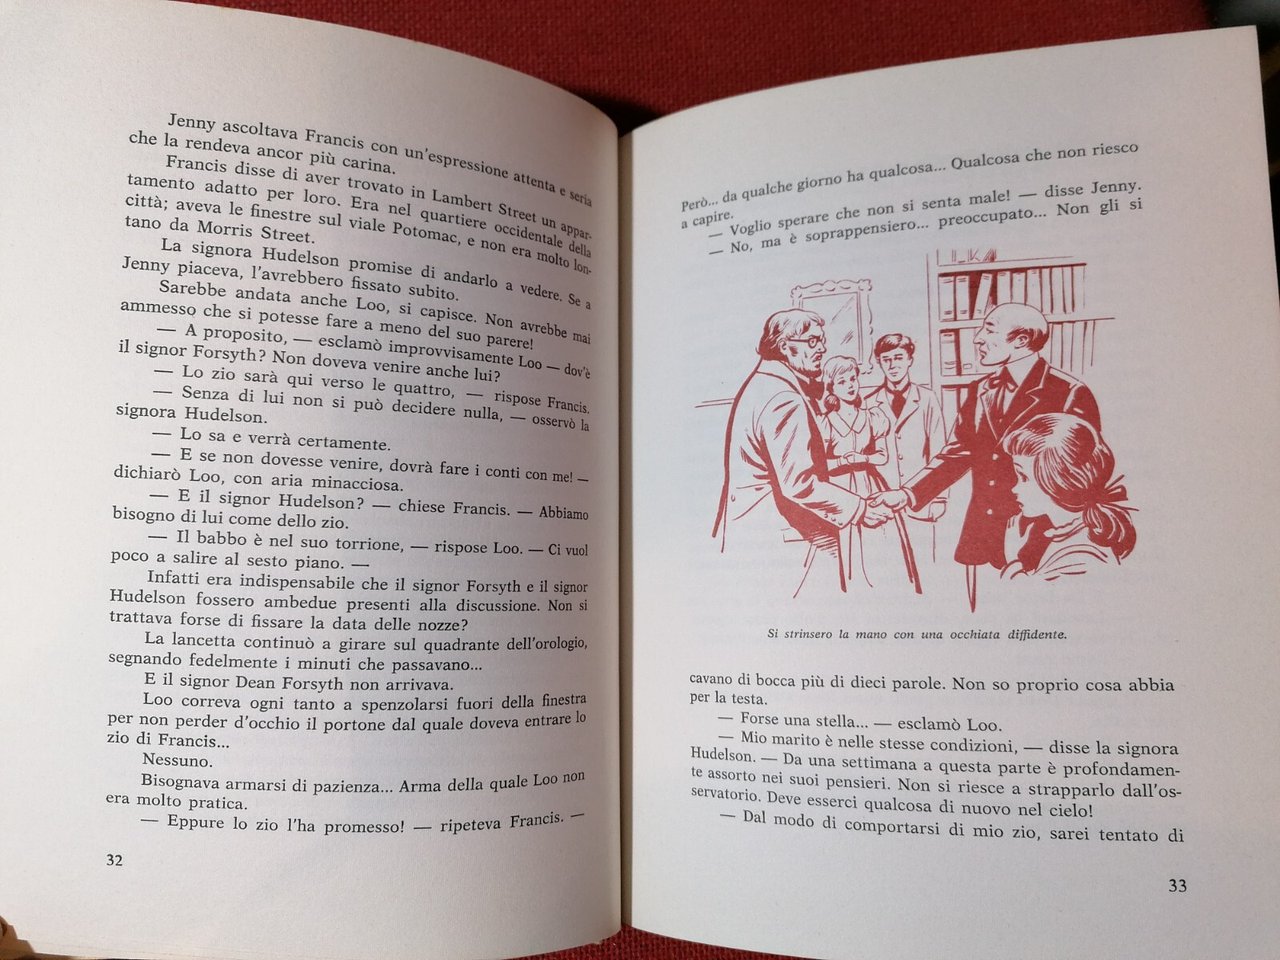 Jenny ascoltava Francis con un'espressione attenta e seria
che la rendeva ancor più carina.
Francis disse di aver trovato in Lambert Street un appar-
tamento adatto per loro. Era nel quartiere occidentale della
città; aveva le finestre sul viale Potomac, e non era molto lon-
tano da Morris Street.
La signora Hudelson promise di andarlo a vedere. Se a
Jenny piaceva, l'avrebbero fissato subito.
Sarebbe andata anche Loo, si capisce. Non avrebbe mai
ammesso che si potesse fare a meno del suo parere!
— A proposito, — esclamò improvvisamente Loo — dov'è
il signor Forsyth? Non doveva venire anche lui?
— Lo zio sarà qui verso le quattro, — rispose Francis.
— Senza di lui non si può decidere nulla, — osservò la
signora Hudelson.
— Lo sa e verrà certamente.
— E se non dovesse venire, dovrà fare i conti con me! —
dichiarò Loo, con aria minacciosa.
— E il signor Hudelson? — chiese Francis. — Abbiamo
bisogno di lui come dello zio.
— Il babbo è nel suo torrione, — rispose Loo. — Ci vuol
poco a salire al sesto piano. —
Infatti era indispensabile che il signor Forsyth e il signor
Hudelson fossero ambedue presenti alla discussione. Non si
trattava forse di fissare la data delle nozze?
La lancetta continuò a girare sul quadrante dell'orologio,
segnando fedelmente i minuti che passavano...
E il signor Dean Forsyth non arrivava.
Loo correva ogni tanto a spenzolarsi fuori della finestra
per non perder d'occhio il portone dal quale doveva entrare lo
zio di Francis...
Nessuno.
Bisognava armarsi di pazienza... Arma della quale Loo non
era molto pratica.
— Eppure lo zio l'ha promesso! — ripeteva Francis. —
32
Però... da qualche giorno ha qualcosa... Qualcosa che non riesco
a capire.
— Voglio sperare che non si senta male! — disse Jenny.
— No, ma è soprappensiero... preoccupato... Non gli si
Si strinsero la mano con una occhiata diffidente.
cavano di bocca più di dieci parole. Non so proprio cosa abbia
per la testa.
— Forse una stella... — esclamò Loo.
— Mio marito è nelle stesse condizioni, — disse la signora
Hudelson. — Da una settimana a questa parte è profondamen-
te assorto nei suoi pensieri. Non si riesce a strapparlo dall'os-
servatorio. Deve esserci qualcosa di nuovo nel cielo!
— Dal modo di comportarsi di mio zio, sarei tentato di
33